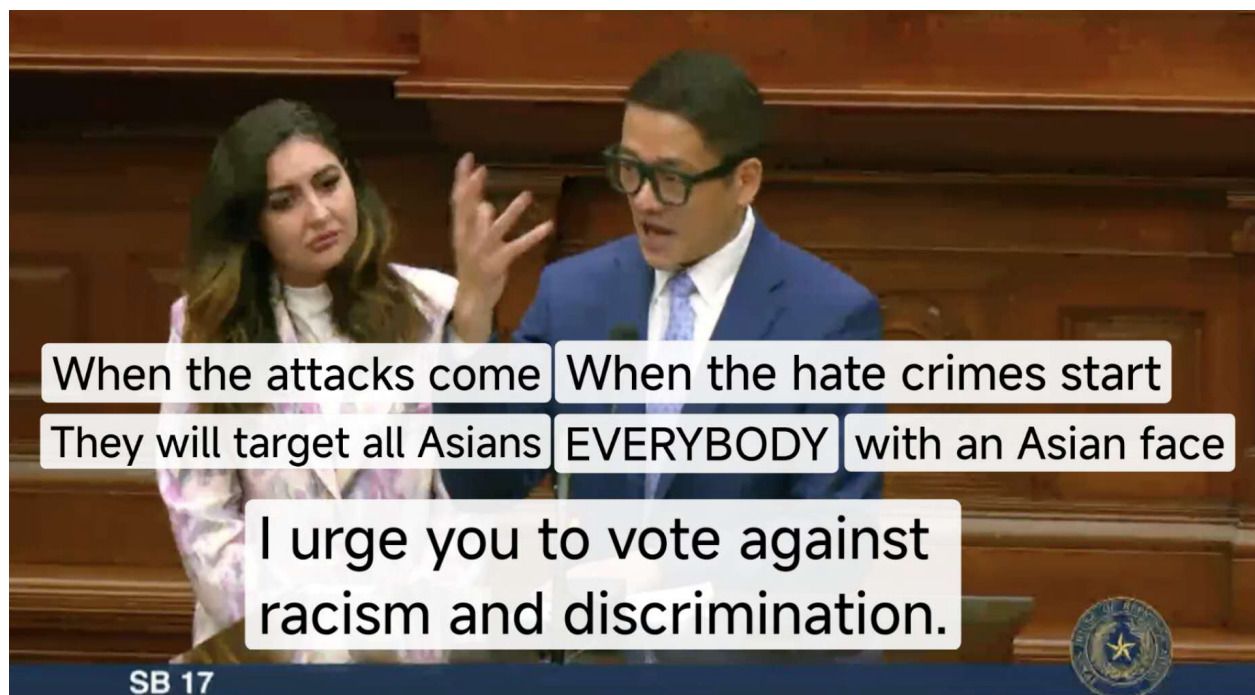 When the attacks come When the hate crimes start
They will target all Asians EVERYBODY with an Asian face
I urge you to vote against
racism and discrimination.
SB 17